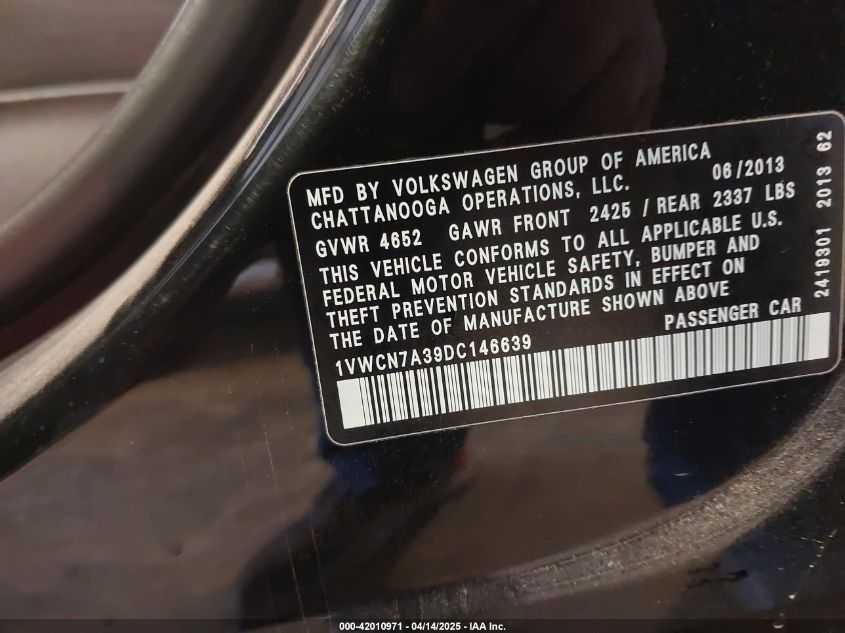 MFD BY VOLKSWAGEN GROUP OF AMERICA
CHATTANOOGA OPERATIONS, LLC. 06/2013
GVWR 4652 GAWR FRONT 2425 / REAR 2337 LBS
THIS VEHICLE CONFORMS TO ALL APPLICABLE U.S.
FEDERAL MOTOR VEHICLE SAFETY, BUMPER AND
THEFT PREVENTION STANDARDS IN EFFECT ON
THE DATE OF MANUFACTURE SHOWN ABOVE
PASSENGER CAR
1VWCN7A39DC146639
2419301 2013 62
000-42010971 - 04/14/2025 - IAA Inc.